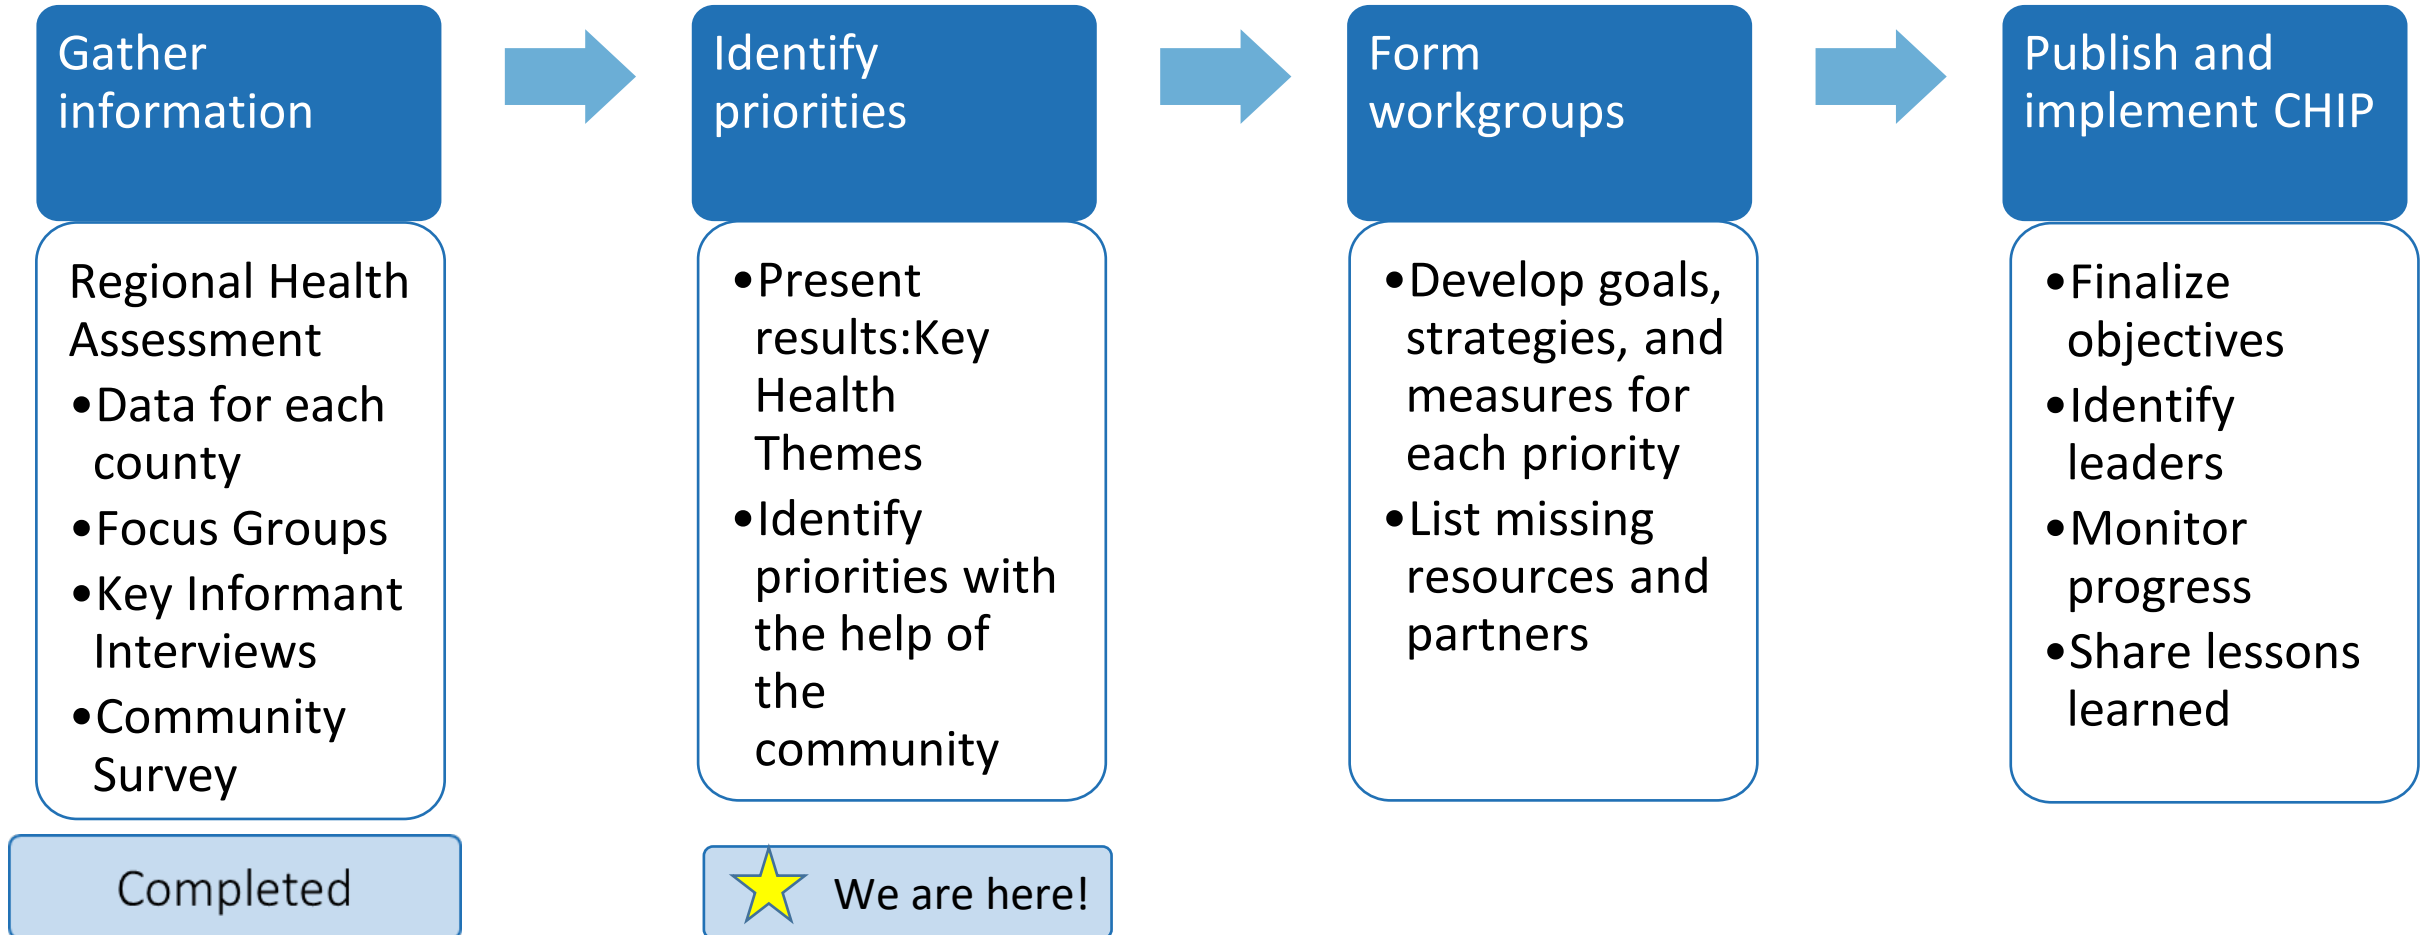 Gather
information
Regional Health
Assessment
•Data for each
county
•Focus Groups
•Key Informant
Interviews
•Community
Survey
Completed
Identify
priorities
•Present
results:Key
Health
Themes
•Identify
priorities with
the help of
the
community
We are here!
Form
workgroups
•Develop goals,
strategies, and
measures for
each priority
•List missing
resources and
partners
Publish and
implement CHIP
•Finalize
objectives
•Identify
leaders
•Monitor
progress
•Share lessons
learned